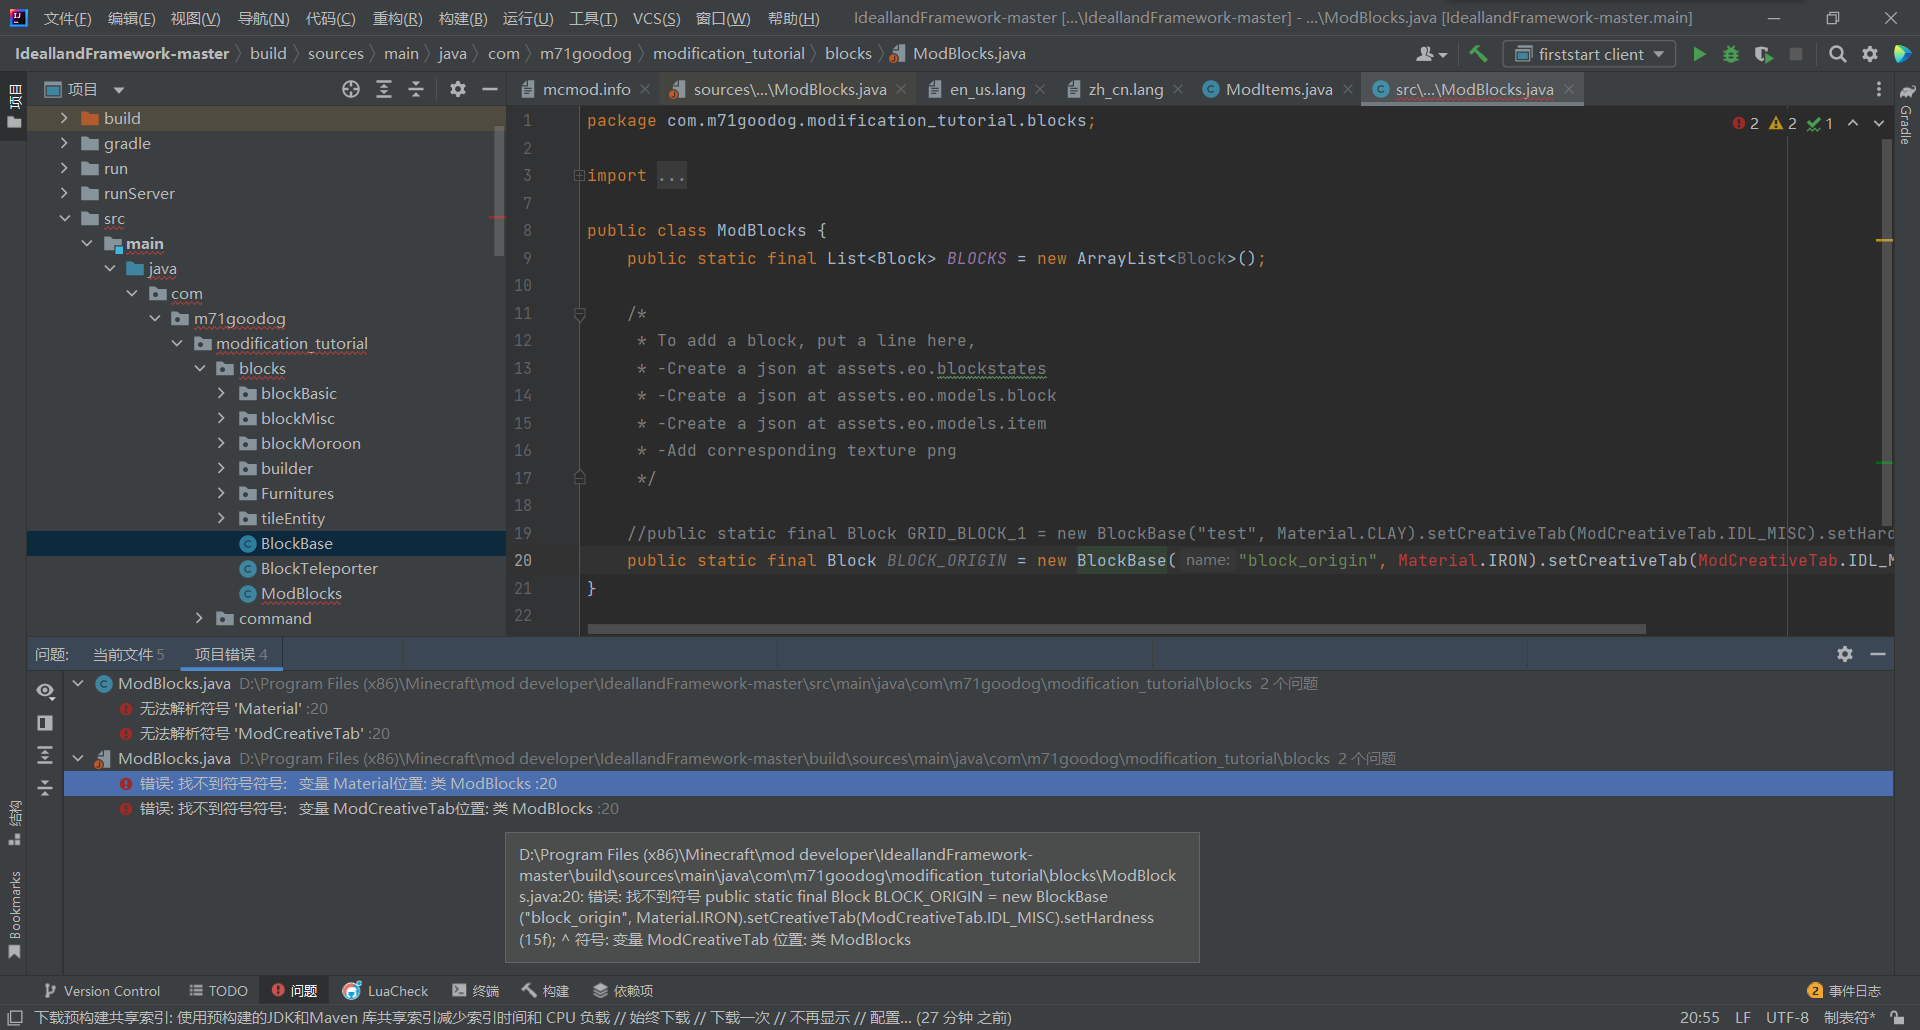 文件(F) 编辑(E) 视图(V) 导航(N) 代码(C) 重构(R) 构建(B) 运行(U) 工具(T) VCS(S) 窗口(W) 帮助(H) IdeallandFramework-master [...\IdeallandFramework-master] - ...\ModBlocks.java [IdeallandFramework-master.main]
IdeallandFramework-master build sources main java com m71goodog modification_tutorial blocks ModBlocks.java firststart client
项目
项目 mcmod.info sources\...\ModBlocks.java en_us.lang zh_cn.lang ModItems.java src\...\ModBlocks.java
Gradle
build
gradle
run
runServer
src
main
java
com
m71goodog
modification_tutorial
blocks
blockBasic
blockMisc
blockMoroon
builder
Furnitures
tileEntity
BlockBase
BlockTeleporter
ModBlocks
command
1 package com.m71goodog.modification_tutorial.blocks;
2 2 1
2
3 import ...
7
8 public class ModBlocks {
9 public static final List<Block> BLOCKS = new ArrayList<Block>();
10
11 /*
12 * To add a block, put a line here,
13 * -Create a json at assets.eo.blockstates
14 * -Create a json at assets.eo.models.block
15 * -Create a json at assets.eo.models.item
16 * -Add corresponding texture png
17 */
18
19 //public static final Block GRID_BLOCK_1 = new BlockBase("test", Material.CLAY).setCreativeTab(ModCreativeTab.IDL_MISC).setHard
20 public static final Block BLOCK_ORIGIN = new BlockBase( name: "block_origin", Material.IRON).setCreativeTab(ModCreativeTab.IDL_M
21 }
22
问题: 当前文件 5 项目错误 4
ModBlocks.java D:\Program Files (x86)\Minecraft\mod developer\IdeallandFramework-master\src\main\java\com\m71goodog\modification_tutorial\blocks 2 个问题
无法解析符号 'Material' :20
无法解析符号 'ModCreativeTab' :20
ModBlocks.java D:\Program Files (x86)\Minecraft\mod developer\IdeallandFramework-master\build\sources\main\java\com\m71goodog\modification_tutorial\blocks 2 个问题
错误: 找不到符号符号: 变量 Material位置: 类 ModBlocks :20
错误: 找不到符号符号: 变量 ModCreativeTab位置: 类 ModBlocks :20
D:\Program Files (x86)\Minecraft\mod developer\IdeallandFramework-
master\build\sources\main\java\com\m71goodog\modification_tutorial\blocks\ModBlock
s.java:20: 错误: 找不到符号 public static final Block BLOCK_ORIGIN = new BlockBase
("block_origin", Material.IRON).setCreativeTab(ModCreativeTab.IDL_MISC).setHardness
(15f); ^ 符号: 变量 ModCreativeTab 位置: 类 ModBlocks
结构
Bookmarks
Version Control TODO 问题 LuaCheck 终端 构建 依赖项 2 事件日志
下载预构建共享索引: 使用预构建的JDK和Maven 库共享索引减少索引时间和 CPU 负载 // 始终下载 // 下载一次 // 不再显示 // 配置... (27 分钟 之前) 20:55 LF UTF-8 制表符*